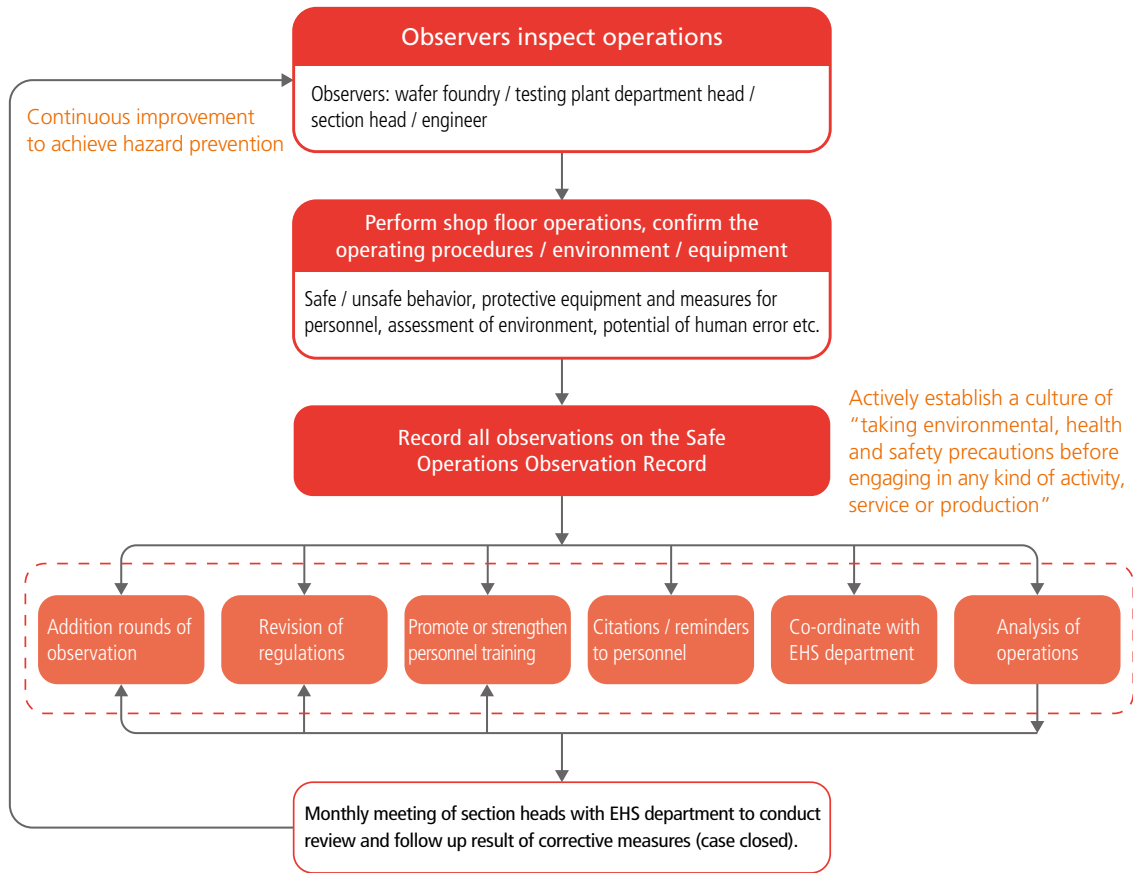 Observers inspect operations
Observers: wafer foundry / testing plant department head /
section head / engineer
Continuous improvement
to achieve hazard prevention
Perform shop floor operations, confirm the
operating procedures / environment / equipment
Safe / unsafe behavior, protective equipment and measures for
personnel, assessment of environment, potential of human error etc.
Actively establish a culture of
“taking environmental, health
and safety precautions before
engaging in any kind of activity,
service or production”
Record all observations on the Safe
Operations Observation Record
Addition rounds of
observation
Revision of
regulations
Promote or strengthen
personnel training
Citations / reminders
to personnel
Co-ordinate with
EHS department
Analysis of
operations
Monthly meeting of section heads with EHS department to conduct
review and follow up result of corrective measures (case closed).